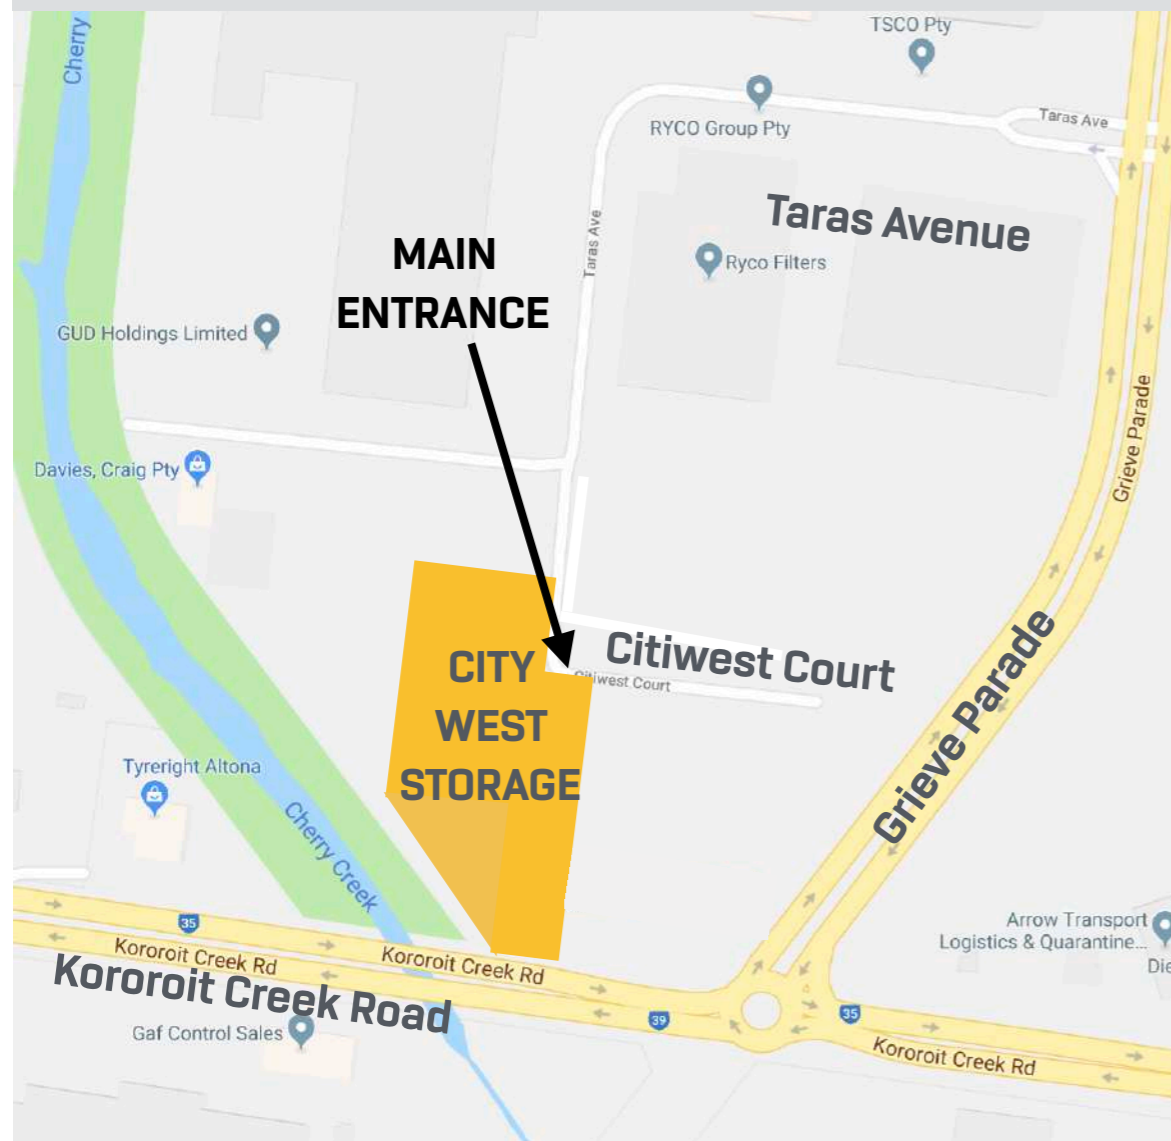 Cherry
TSCO Pty
RYCO Group Pty
Taras Ave
Taras Avenue
Taras Ave
Ryco Filters
MAIN
ENTRANCE
GUD Holdings Limited
Grieve Parade
Davies, Craig Pty
CITY
WEST
STORAGE
Citiwest Court
Citiwest Court
Grieve Parade
Tyreright Altona
Cherry Creek
35
Kororoit Creek Rd
Kororoit Creek Rd
Kororoit Creek Road
Arrow Transport
Logistics & Quarantine...
Die
39
35
Gaf Control Sales
Kororoit Creek Rd